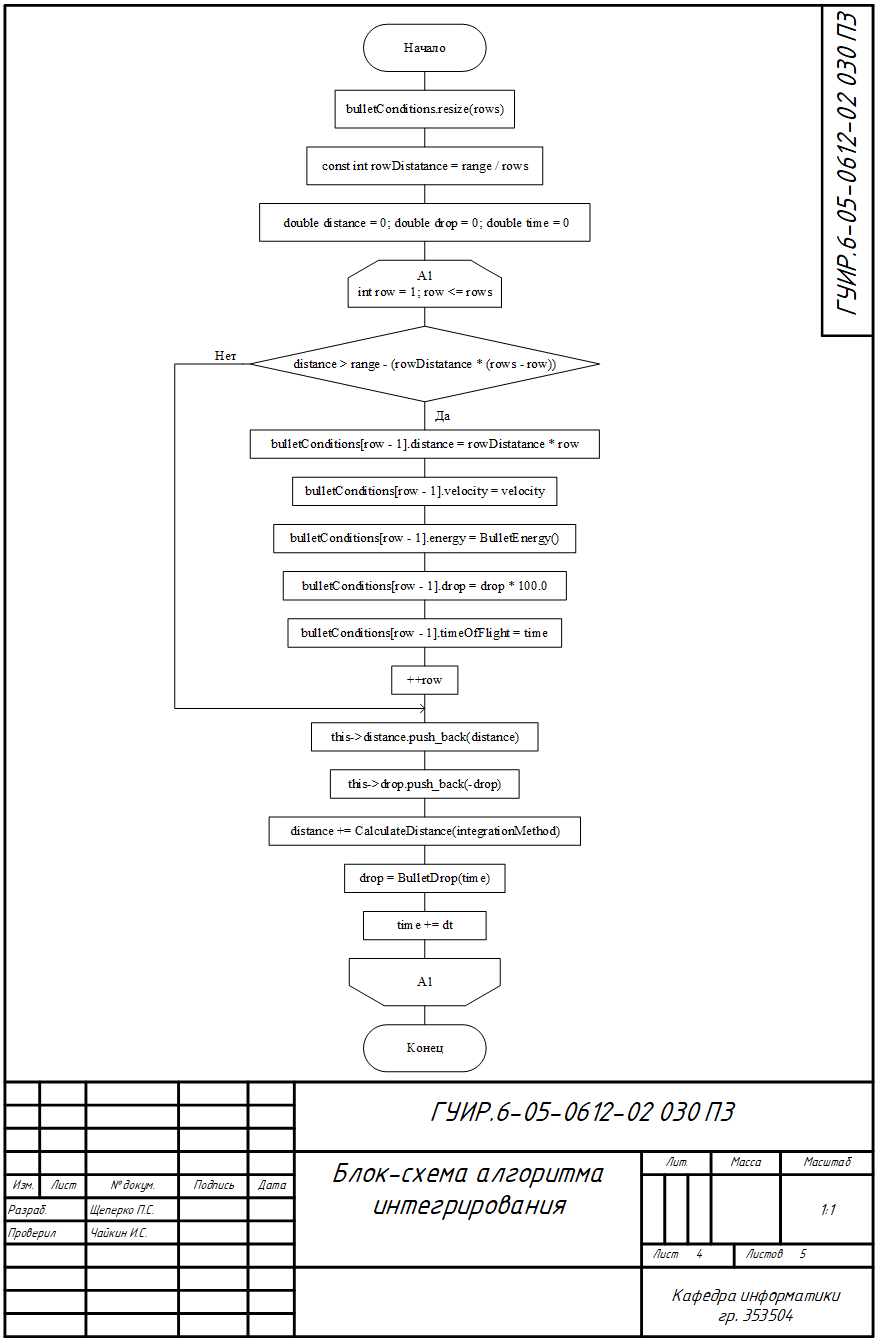 ГУИР.6-05-0612-02 030 ПЗ
Начало
bulletConditions.resize(rows)
const int rowDistatance = range / rows
double distance = 0; double drop = 0; double time = 0
A1
int row = 1; row <= rows
Нет
distance > range - (rowDistatance * (rows - row))
Да
bulletConditions[row - 1].distance = rowDistatance * row
bulletConditions[row - 1].velocity = velocity
bulletConditions[row - 1].energy = BulletEnergy()
bulletConditions[row - 1].drop = drop * 100.0
bulletConditions[row - 1].timeOfFlight = time
++row
this->distance.push_back(distance)
this->drop.push_back(-drop)
distance += CalculateDistance(integrationMethod)
drop = BulletDrop(time)
time += dt
A1
Конец
ГУИР.6-05-0612-02 030 ПЗ
Блок-схема алгоритма
интегрирования
Лит. Масса Масштаб
Изм. Лист № докум. Подпись Дата
Разраб. Щеперко П.С.
1:1
Проверил Чайкин И.С.
Лист 4 Листов 5
Кафедра информатики
гр. 353504